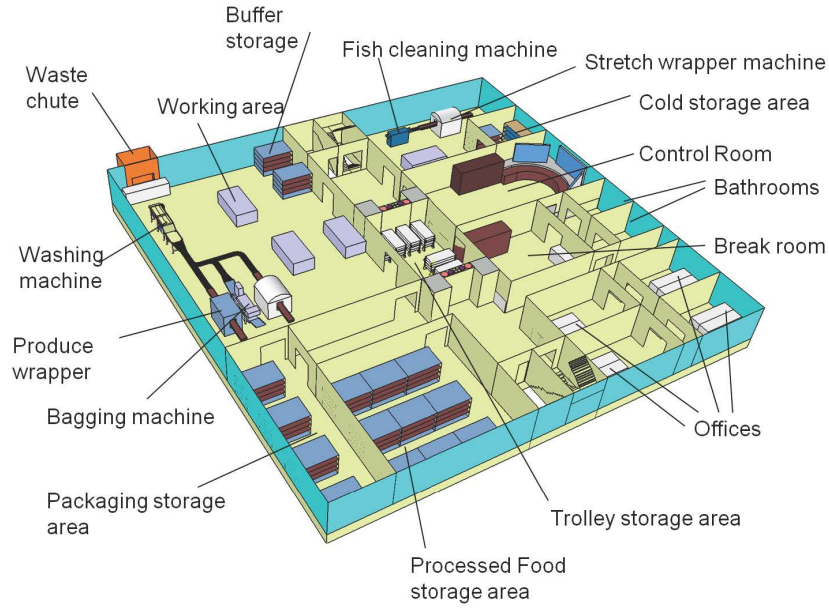 Buffer
storage
Fish cleaning machine
Stretch wrapper machine
Waste
chute
Working area
Cold storage area
Control Room
Bathrooms
Washing
machine
Break room
Produce
wrapper
Bagging machine
Offices
Packaging storage
area
Trolley storage area
Processed Food
storage area